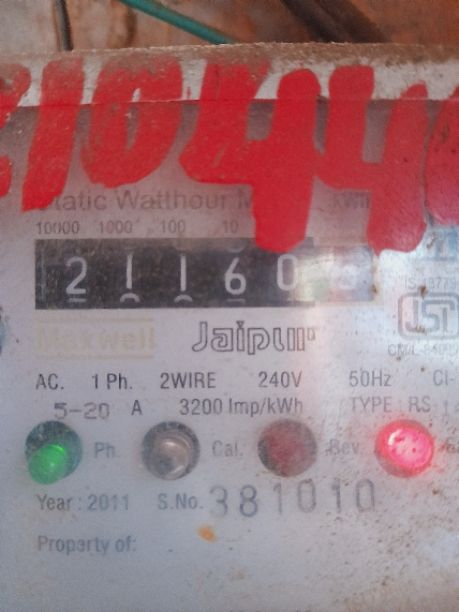 210440
Static Watthour M
10000 1000 100 10
21160
Maxwell Jaipur
AC. 1 Ph. 2WIRE 240V 50Hz
5-20 A 3200 Imp/kWh TYPE RS
Ph. Cal. Rev.
Year : 2011 S.No. 381010
Property of: